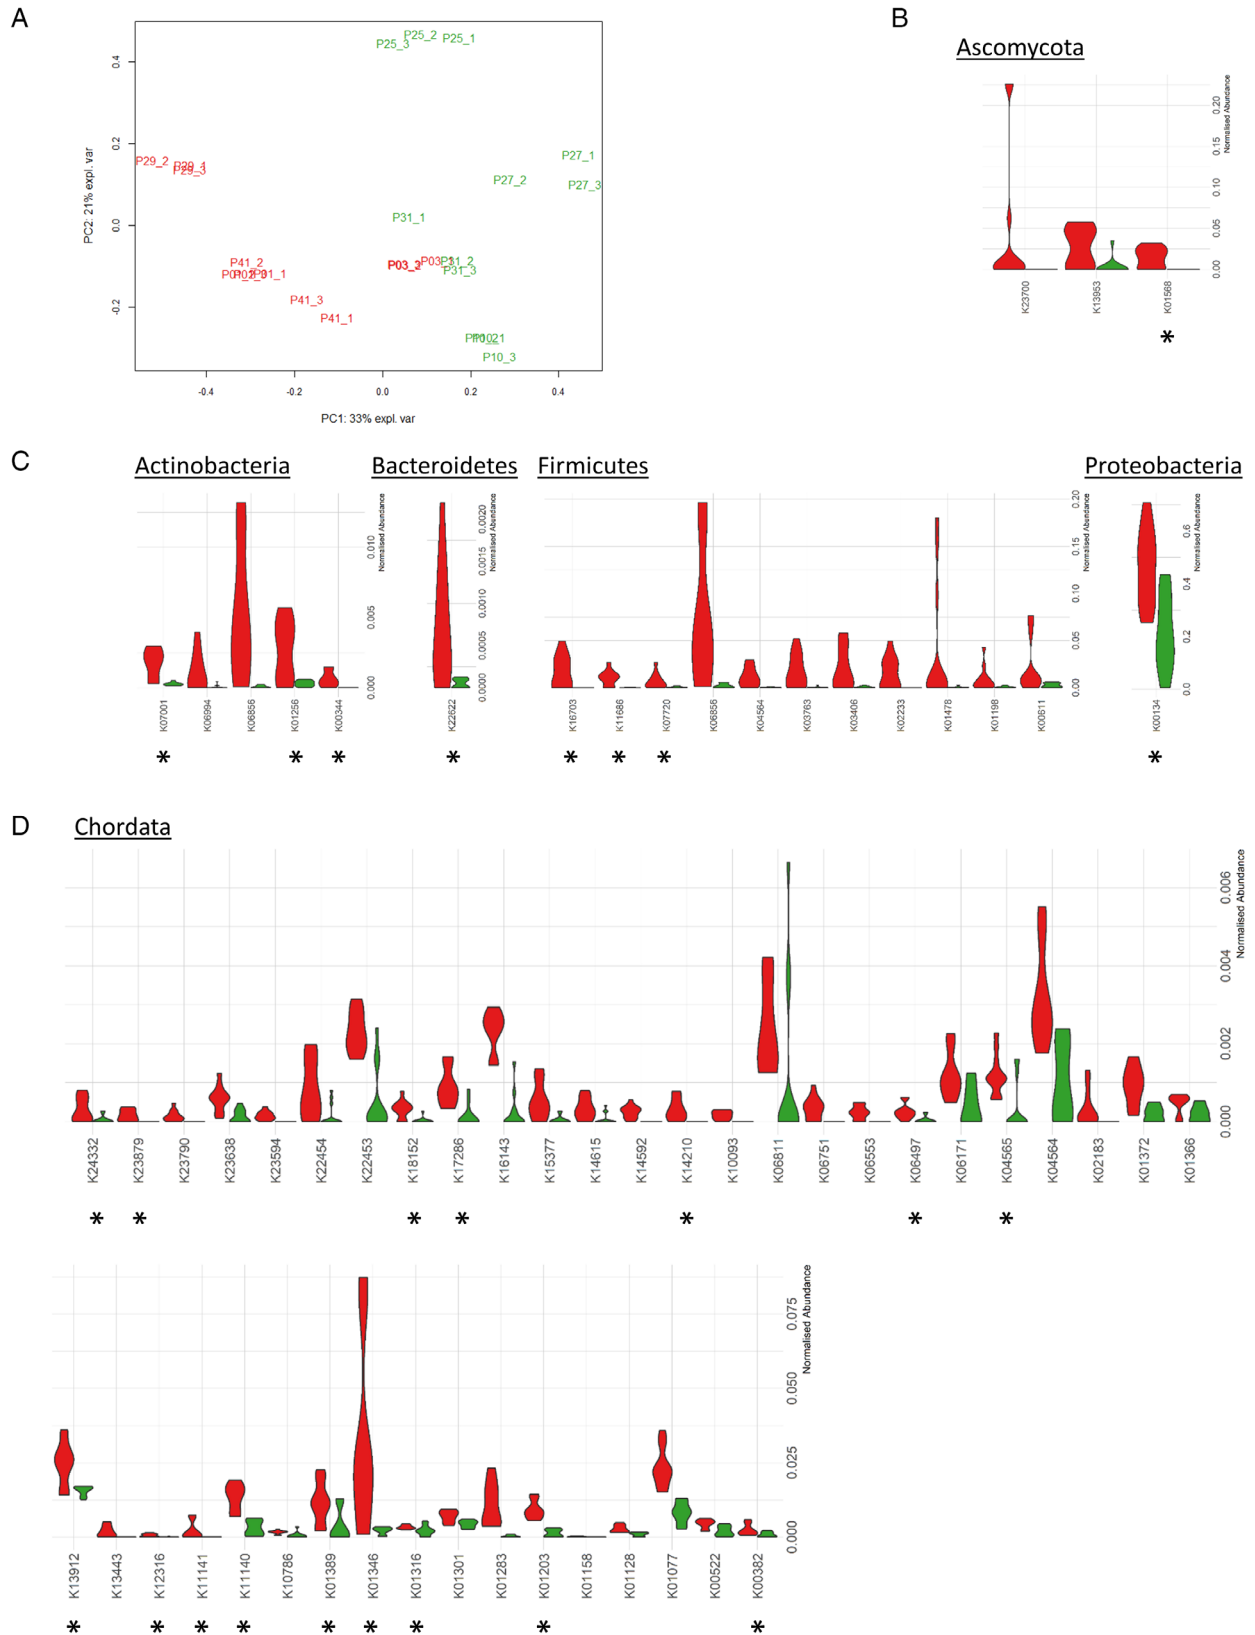 A
P25_3
P25_2
P25_1
P27_1
P27_2
P27_3
P29_2
P29_1
P29_3
P31_1
P03_2
P03_1
P31_2
P31_3
P41_2
P01_1
P41_3
P41_1
P10_3
0.4
0.2
0.0
-0.2
PC2: 21% expl. var
-0.4
-0.2
0.0
0.2
0.4
PC1: 33% expl. var
B
Ascomycota
0.20
0.15
0.10
0.05
0.00
Normalised Abundance
K23700
K13953
K01568
*
C
Actinobacteria
0.010
0.005
0.000
Normalised Abundance
K07001
K06994
K06856
K01256
K00344
* * *
Bacteroidetes
0.0020
0.0015
0.0010
0.0005
0.0000
Normalised Abundance
K22622
*
Firmicutes
0.20
0.15
0.10
0.05
0.00
Normalised Abundance
K16703
K11686
K07720
K06856
K04564
K03763
K03406
K02233
K01478
K01198
K00611
* * *
Proteobacteria
0.6
0.4
0.2
0.0
Normalised Abundance
K00134
*
D
Chordata
0.006
0.004
0.002
0.000
Normalised Abundance
K24332
K23879
K23790
K23638
K23594
K22454
K22453
K18152
K17286
K16143
K15377
K14615
K14592
K14210
K10093
K06811
K06751
K06553
K06497
K06171
K04565
K04564
K02183
K01372
K01366
* * * * * * *
0.075
0.050
0.025
0.000
Normalised Abundance
K13912
K13443
K12316
K11141
K11140
K10786
K01389
K01346
K01316
K01301
K01283
K01203
K01158
K01128
K01077
K00522
K00382
* * * * * * * * *